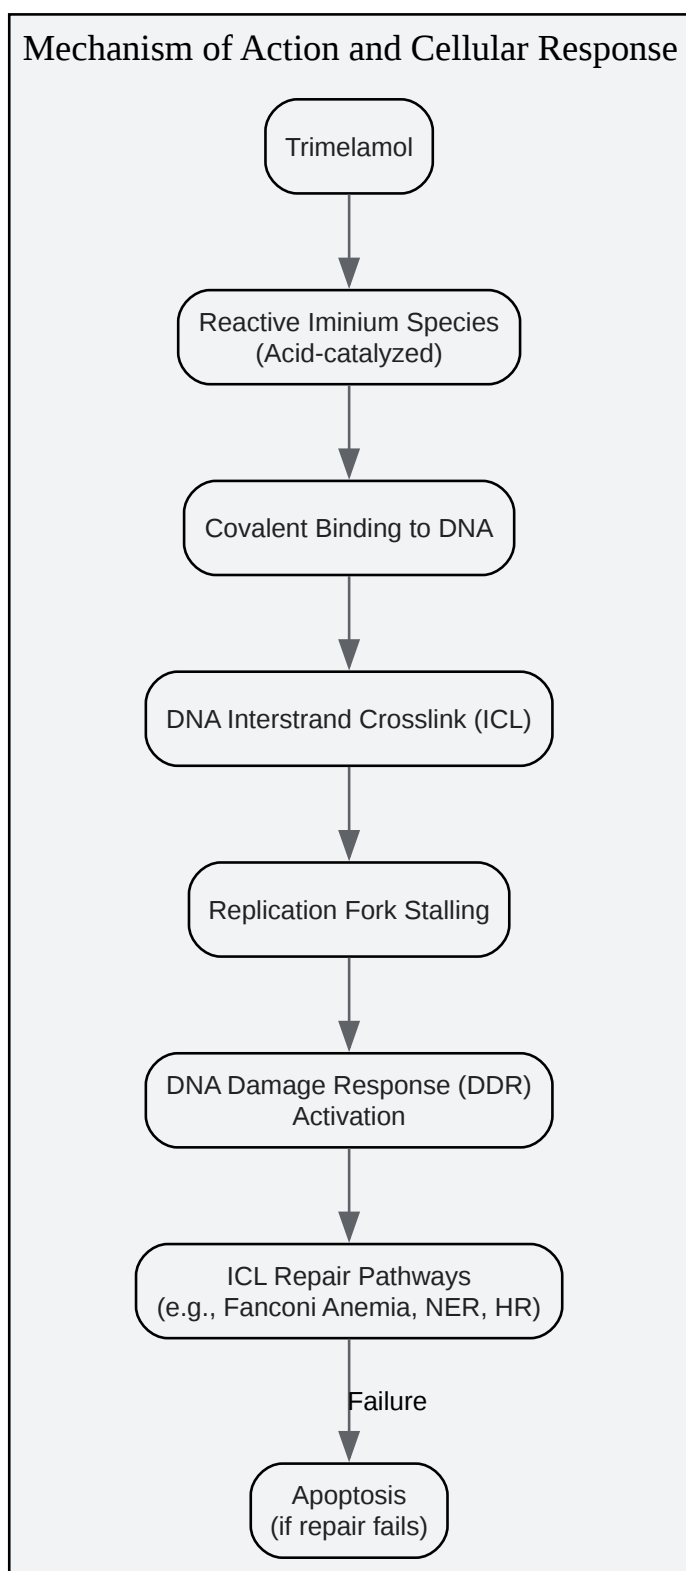 Mechanism of Action and Cellular Response
Trimelamol
Reactive Iminium Species
(Acid-catalyzed)
Covalent Binding to DNA
DNA Interstrand Crosslink (ICL)
Replication Fork Stalling
DNA Damage Response (DDR)
Activation
ICL Repair Pathways
(e.g., Fanconi Anemia, NER, HR)
Failure
Apoptosis
(if repair fails)